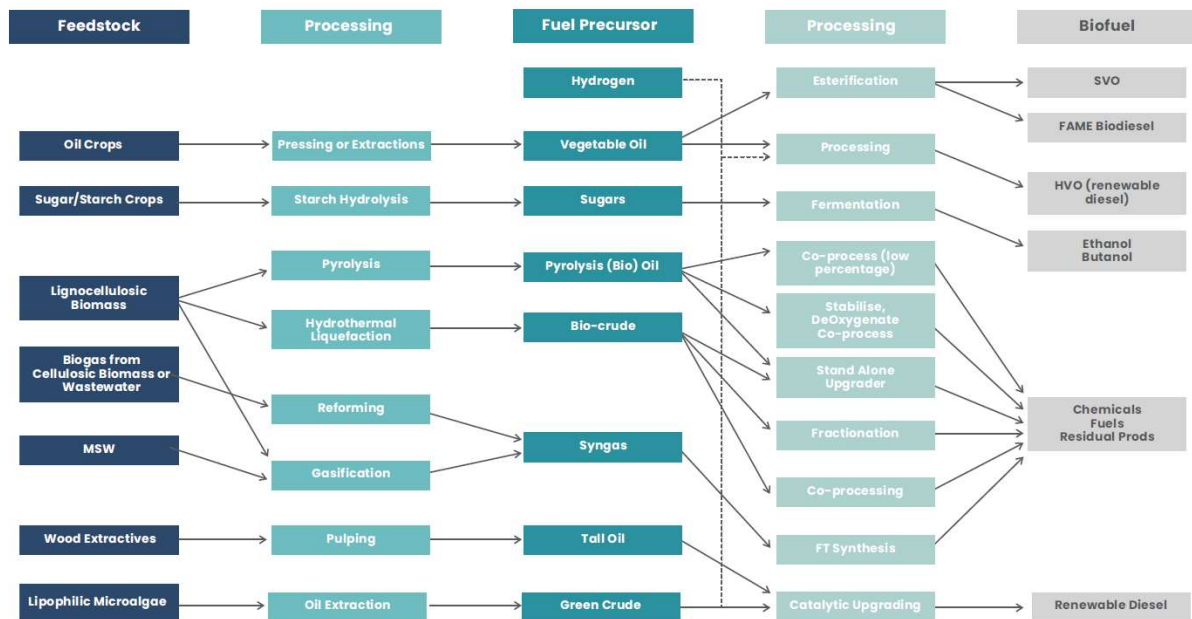 Feedstock
Processing
Fuel Precursor
Processing
Biofuel
Hydrogen
Esterification
SVO
FAME Biodiesel
Oil Crops
Pressing or Extractions
Vegetable Oil
Processing
HVO (renewable
diesel)
Sugar/Starch Crops
Starch Hydrolysis
Sugars
Fermentation
Ethanol
Butanol
Lignocellulosic
Biomass
Pyrolysis
Pyrolysis (Bio) Oil
Co-process (low
percentage)
Hydrothermal
Liquefaction
Bio-crude
Stabilise,
DeOxygenate
Co-process
Biogas from
Cellulosic Biomass or
Wastewater
Stand Alone
Upgrader
Reforming
Fractionation
Chemicals
Fuels
Residual Prods
MSW
Gasification
Syngas
Co-processing
Wood Extractives
Pulping
Tall Oil
FT Synthesis
Lipophilic Microalgae
Oil Extraction
Green Crude
Catalytic Upgrading
Renewable Diesel